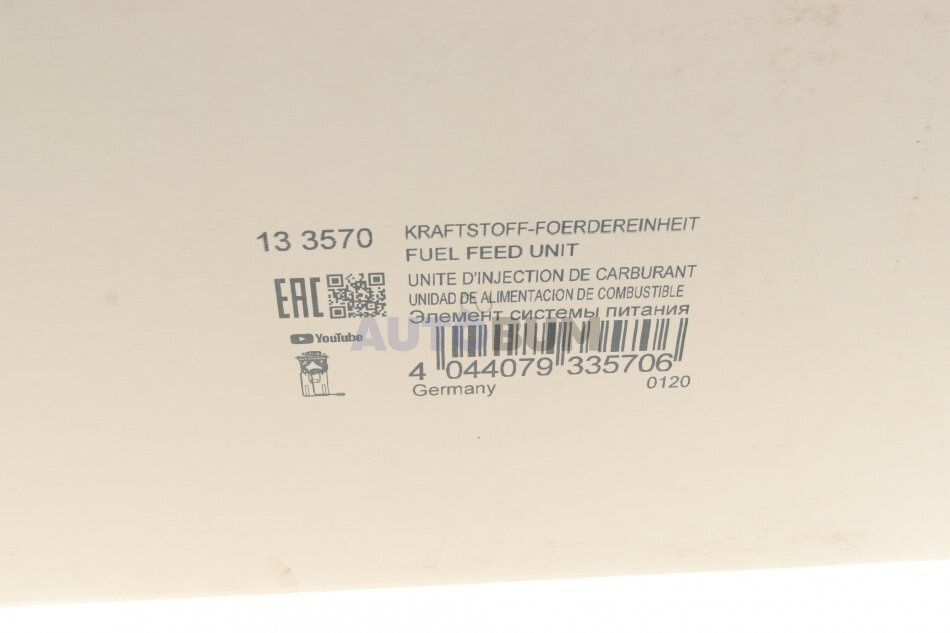 13 3570
KRAFTSTOFF-FOERDEREINHEIT
FUEL FEED UNIT
UNITE D'INJECTION DE CARBURANT
UNIDAD DE ALIMENTACION DE COMBUSTIBLE
Элемент системы питания
EAC
YouTube
AUTOBUM
4 044079 335706
Germany
0120